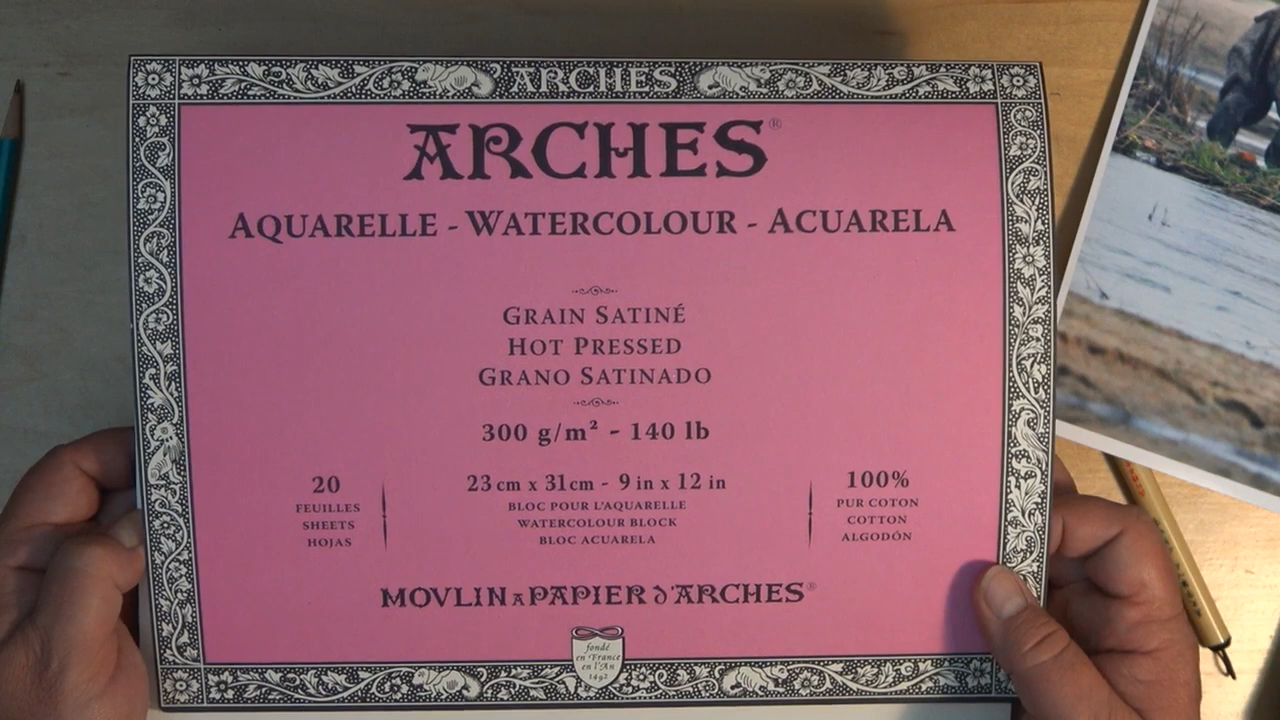 ARCHES
ARCHES®
AQUARELLE - WATERCOLOUR - ACUARELA
GRAIN SATINÉ
HOT PRESSED
GRANO SATINADO
300 g/m² - 140 lb
20
FEUILLES
SHEETS
HOJAS
23 cm x 31 cm - 9 in x 12 in
BLOC POUR L'AQUARELLE
WATERCOLOUR BLOCK
BLOC ACUARELA
100%
PUR COTON
COTTON
ALGODÓN
MOVLIN A PAPIER d'ARCHES®
fondé
en France
en l'An
1492